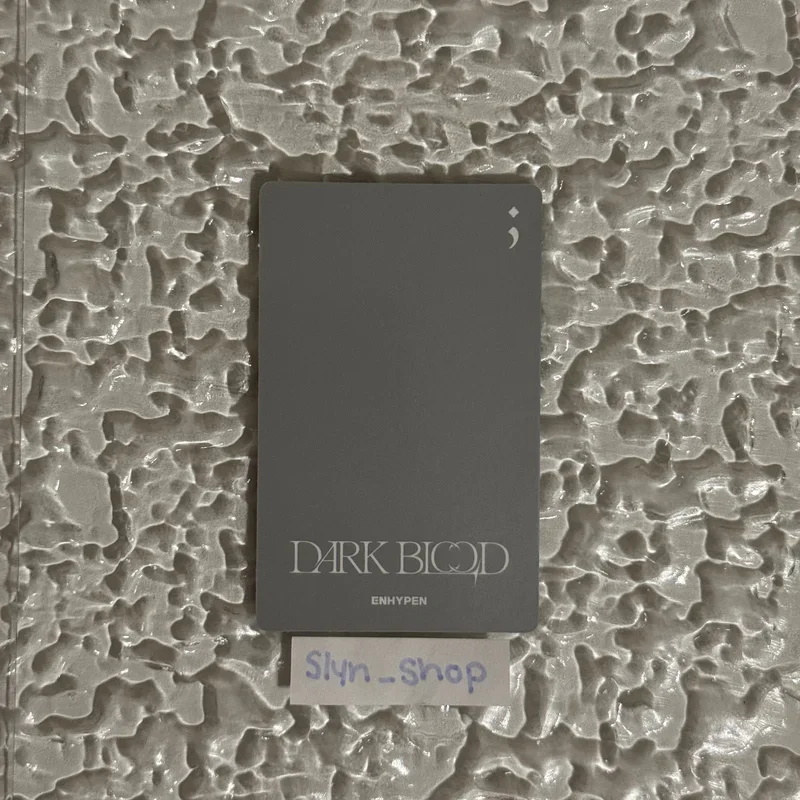 ;
DARK BLOOD
ENHYPEN
Slyn_shop